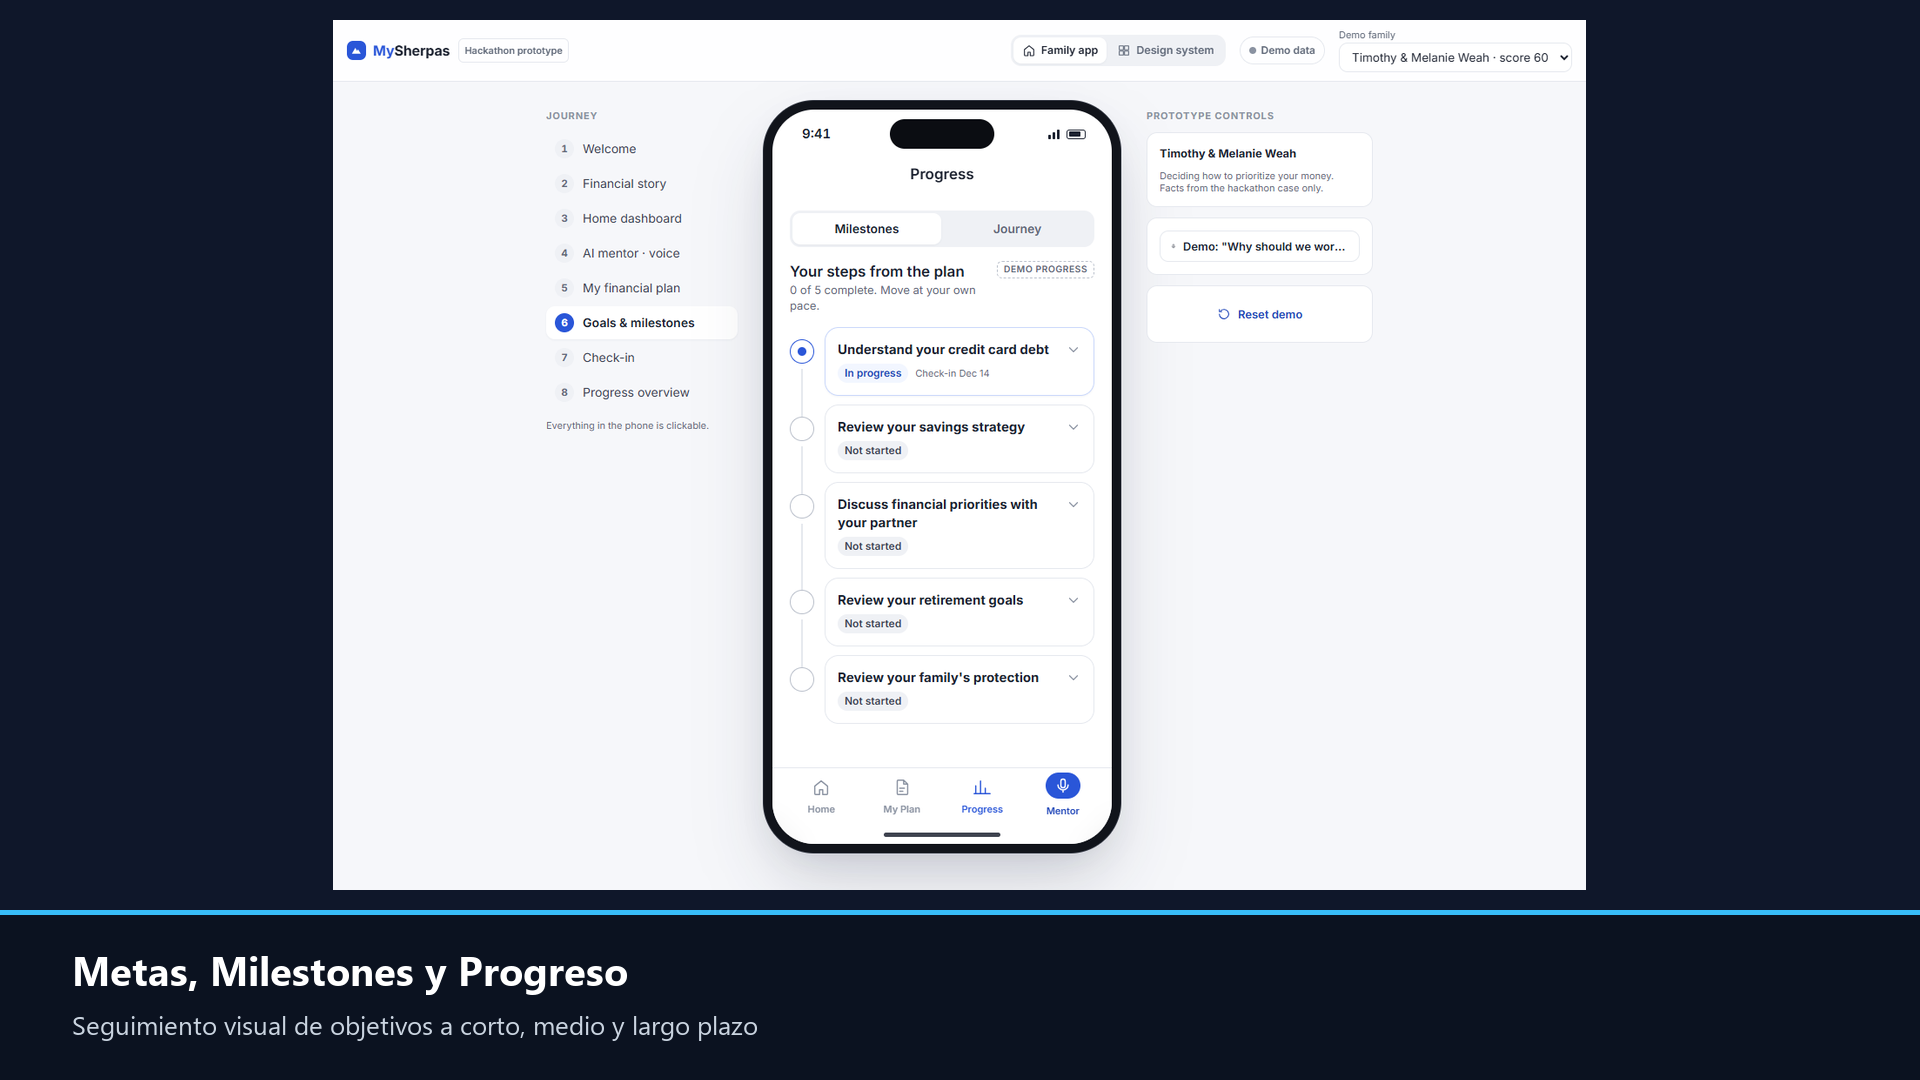 MySherpas
Hackathon prototype
Family app
Design system
Demo data
Demo family
Timothy & Melanie Weah · score 60
JOURNEY
1 Welcome
2 Financial story
3 Home dashboard
4 AI mentor · voice
5 My financial plan
6 Goals & milestones
7 Check-in
8 Progress overview
Everything in the phone is clickable.
9:41
Progress
Milestones
Journey
Your steps from the plan
DEMO PROGRESS
0 of 5 complete. Move at your own
pace.
Understand your credit card debt
In progress
Check-in Dec 14
Review your savings strategy
Not started
Discuss financial priorities with
your partner
Not started
Review your retirement goals
Not started
Review your family's protection
Not started
Home
My Plan
Progress
Mentor
PROTOTYPE CONTROLS
Timothy & Melanie Weah
Deciding how to prioritize your money.
Facts from the hackathon case only.
Demo: "Why should we wor...
Reset demo
Metas, Milestones y Progreso
Seguimiento visual de objetivos a corto, medio y largo plazo